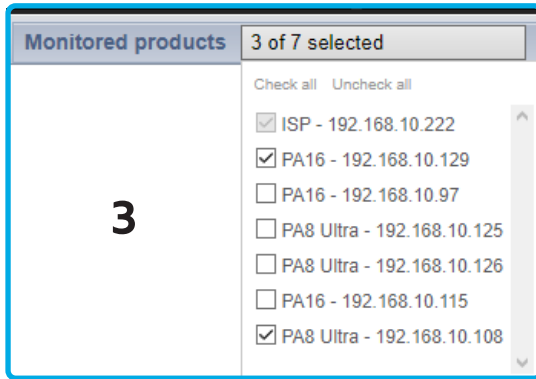 Monitored products 3 of 7 selected
Check all Uncheck all
ISP - 192.168.10.222
PA16 - 192.168.10.129
PA16 - 192.168.10.97
3
PA8 Ultra - 192.168.10.125
PA8 Ultra - 192.168.10.126
PA16 - 192.168.10.115
PA8 Ultra - 192.168.10.108